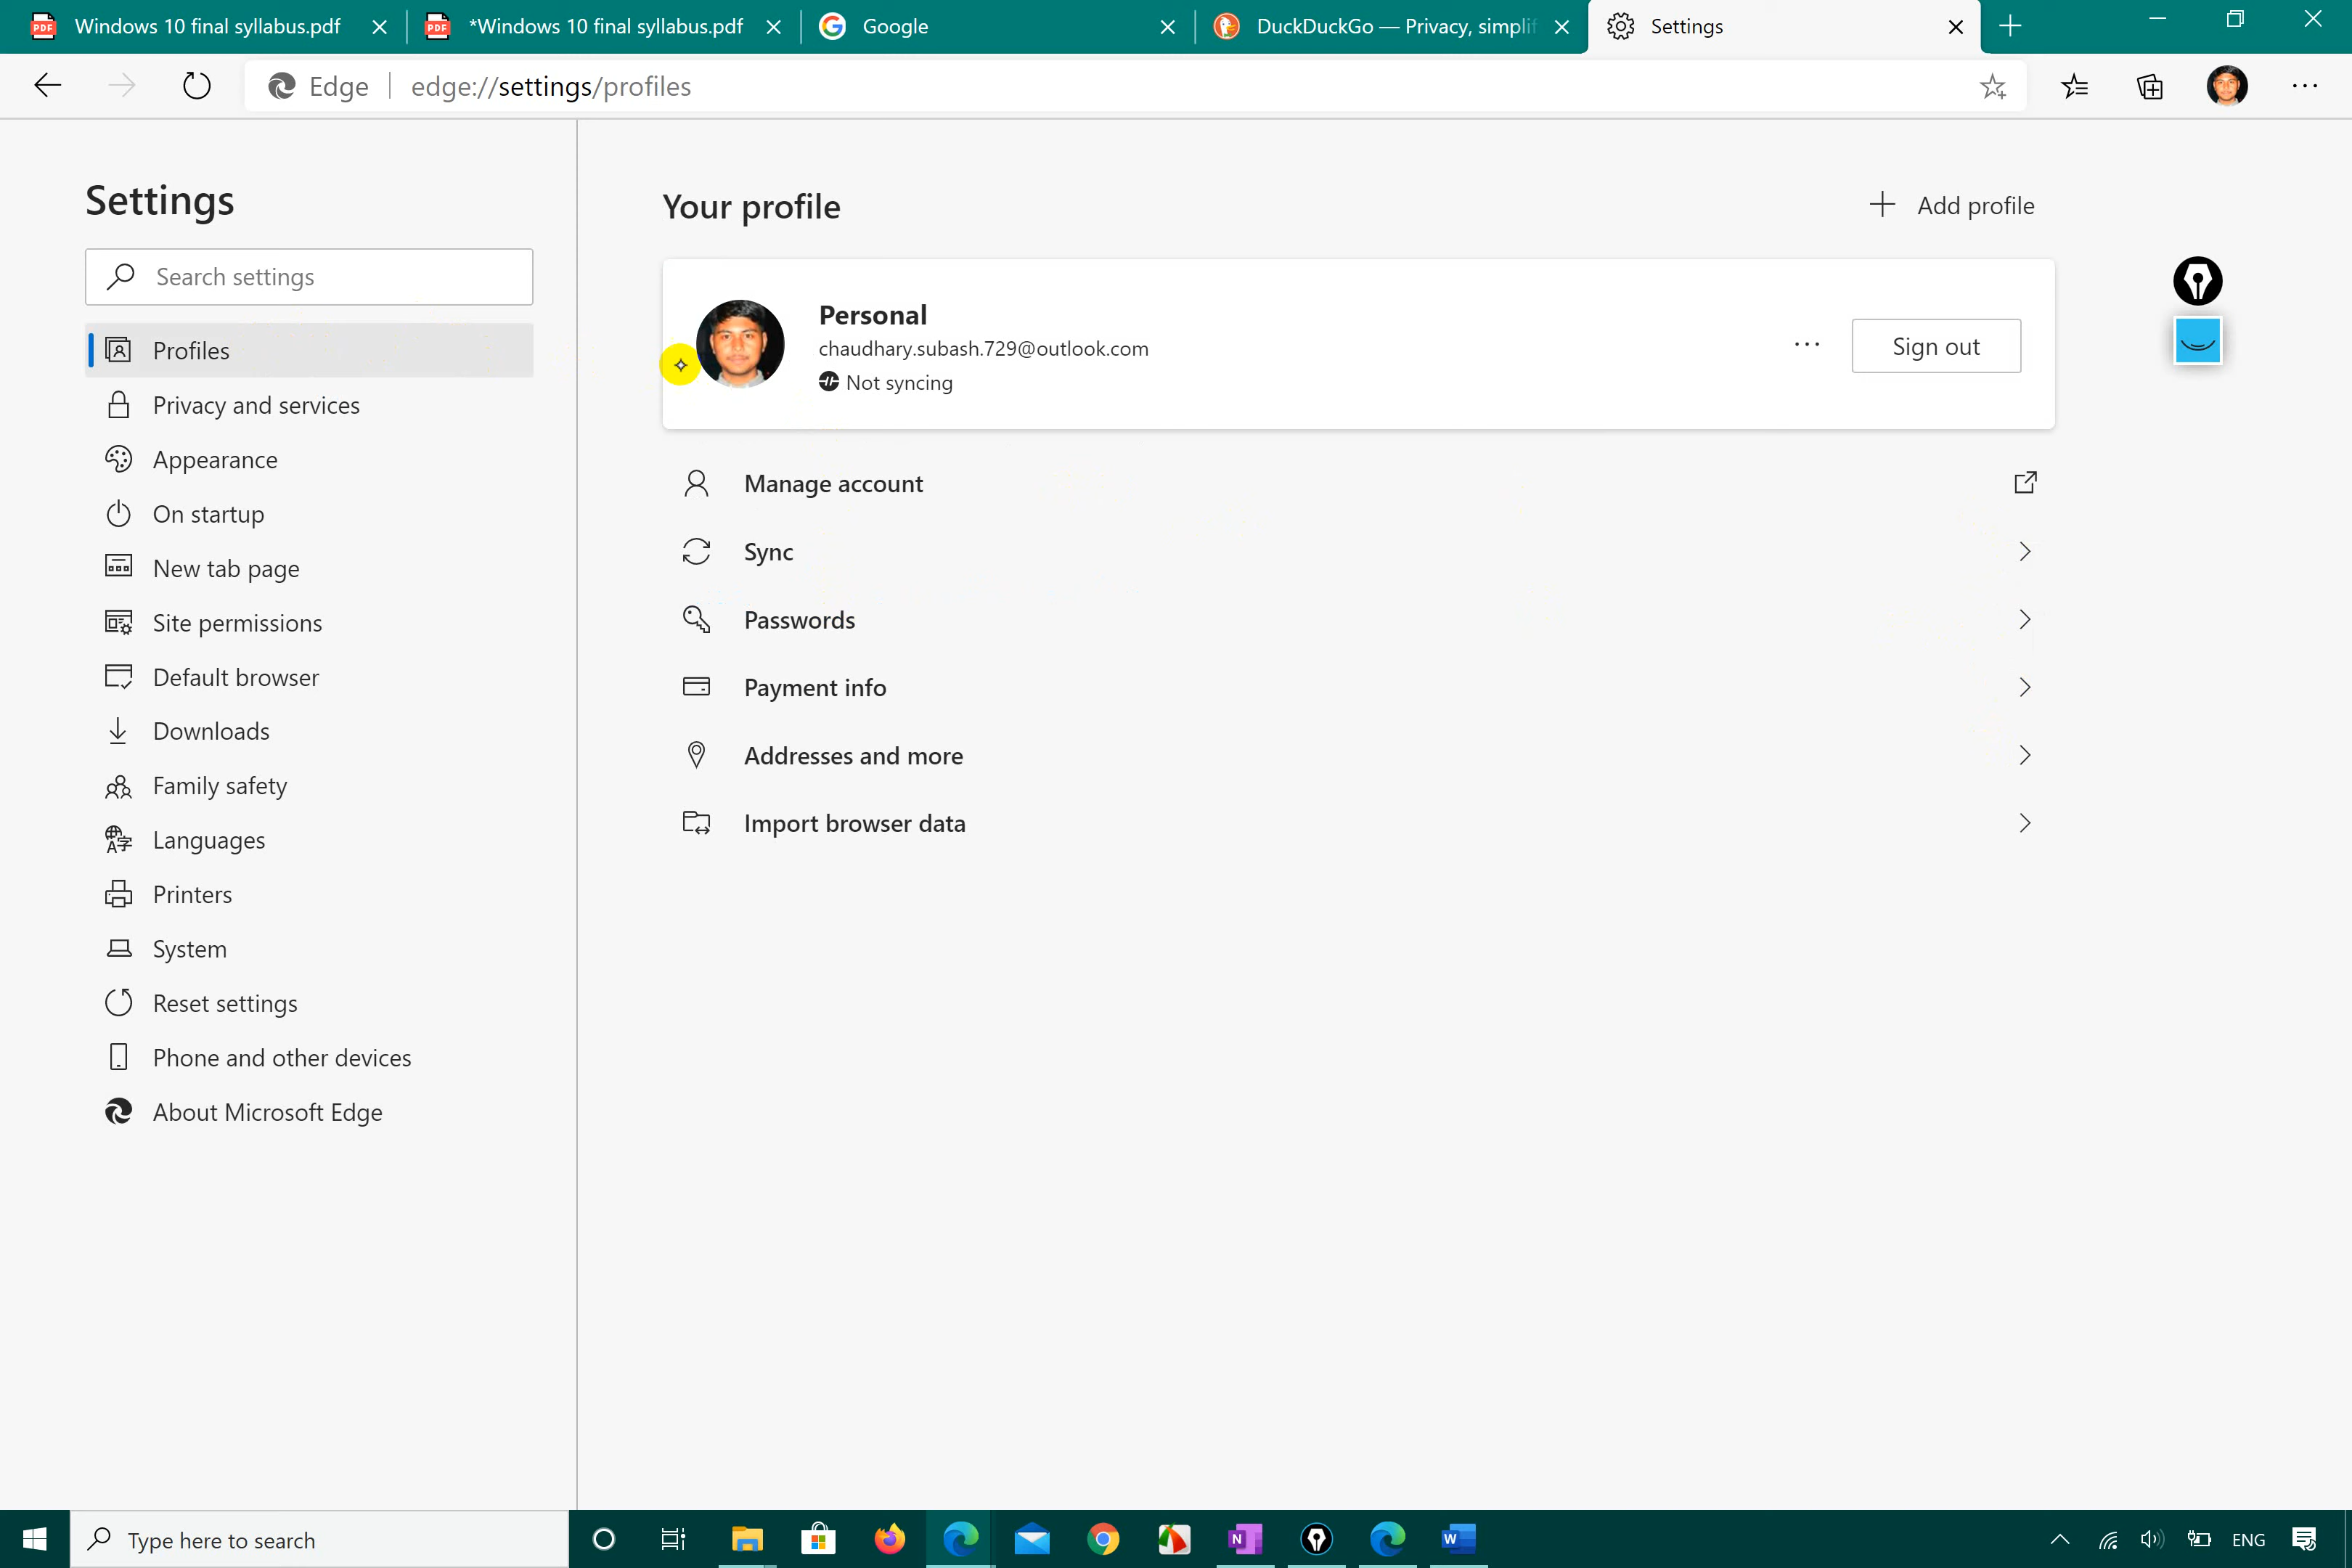 Windows 10 final syllabus.pdf
*Windows 10 final syllabus.pdf
Google
DuckDuckGo — Privacy, simplif
Settings
Edge
edge://settings/profiles
Settings
Search settings
Profiles
Privacy and services
Appearance
On startup
New tab page
Site permissions
Default browser
Downloads
Family safety
Languages
Printers
System
Reset settings
Phone and other devices
About Microsoft Edge
Your profile
Add profile
Personal
chaudhary.subash.729@outlook.com
Not syncing
Sign out
Manage account
Sync
Passwords
Payment info
Addresses and more
Import browser data
Type here to search
ENG